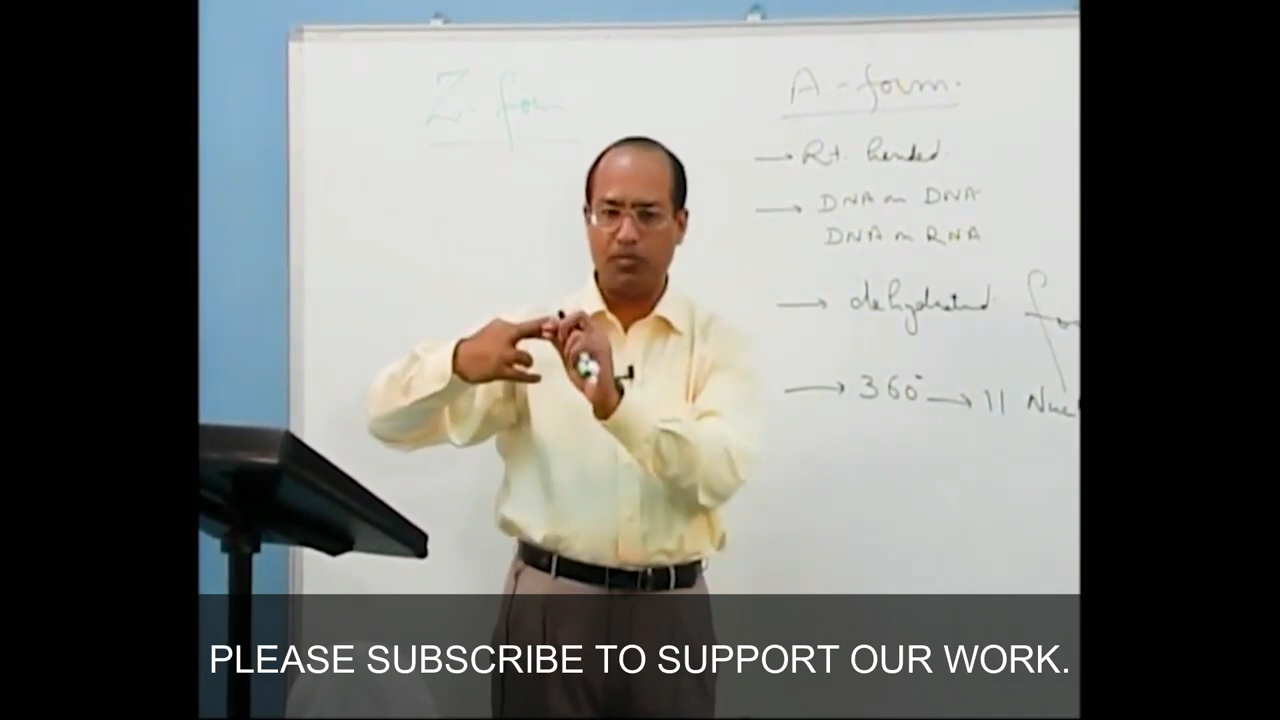 Z-form
A-form.
→ Rt. handed
→ DNA on DNA
DNA on RNA
→ dehydrated
→ 360° → 11
PLEASE SUBSCRIBE TO SUPPORT OUR WORK.